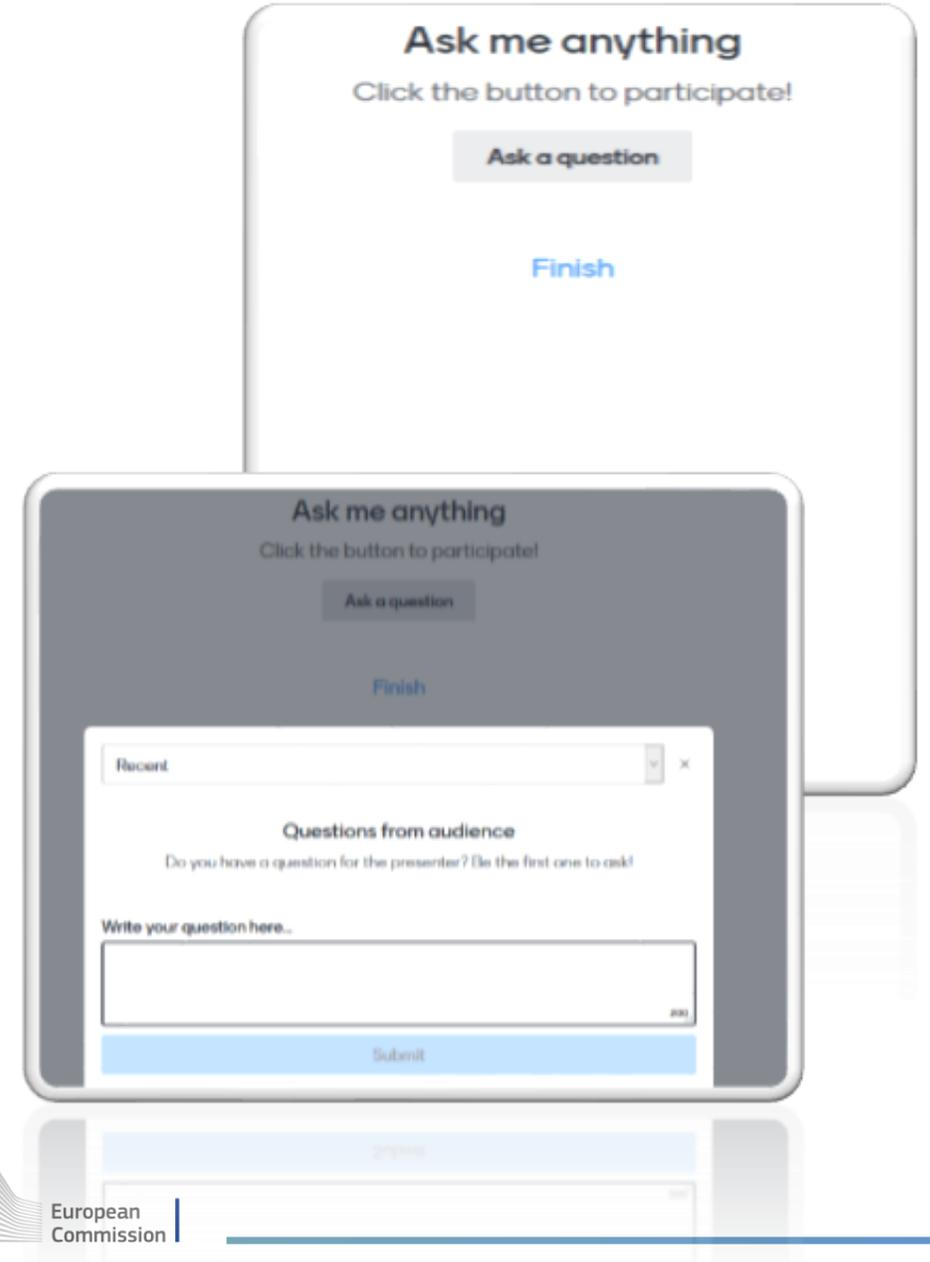 Ask me anything
Click the button to participate!
Ask a question
Finish
Ask me anything
Click the button to participate!
Ask a question
Finish
Recent
×
Questions from audience
Do you have a question for the presenter? Be the first one to ask!
Write your question here...
Submit
European
Commission